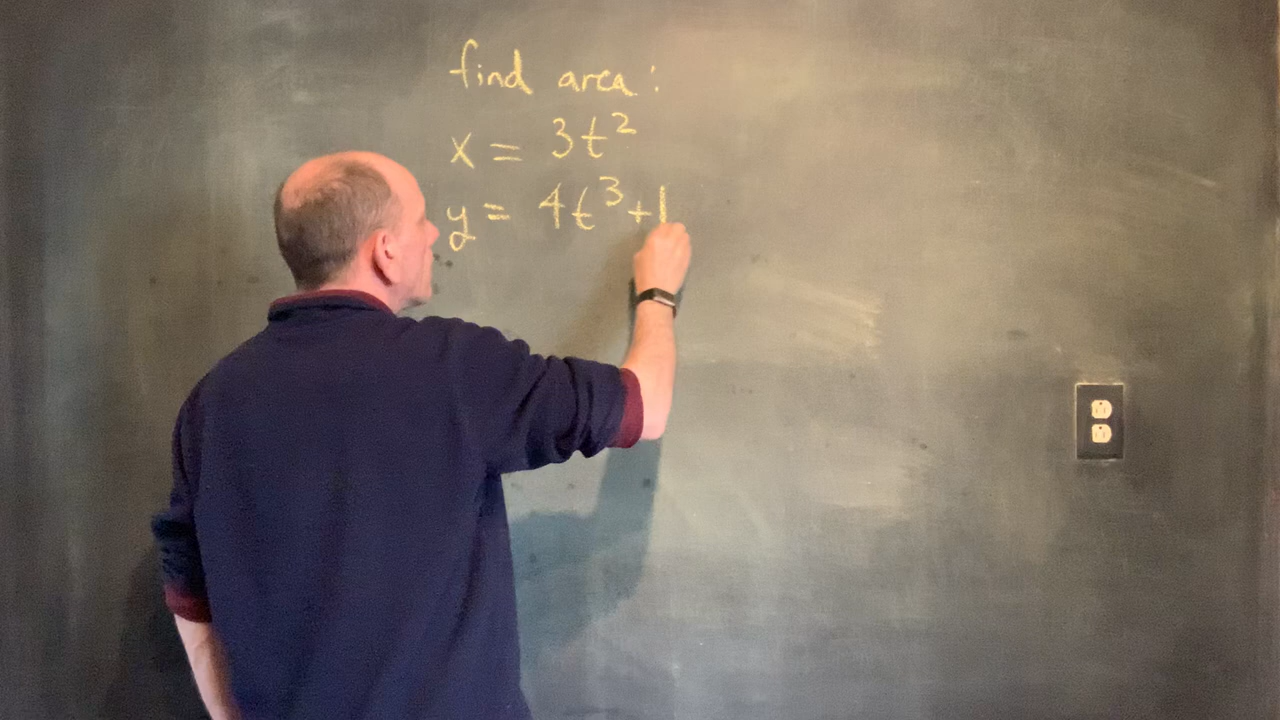 find area:
x = 3t²
y = 4t³+1